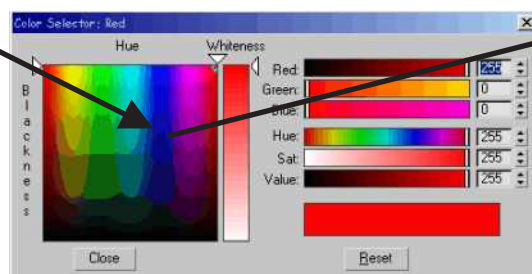 Color Selector: Red
Hue
Whiteness
Blackness
Red:
255
Green:
0
Blue:
0
Hue:
255
Sat:
255
Value:
255
Close
Reset